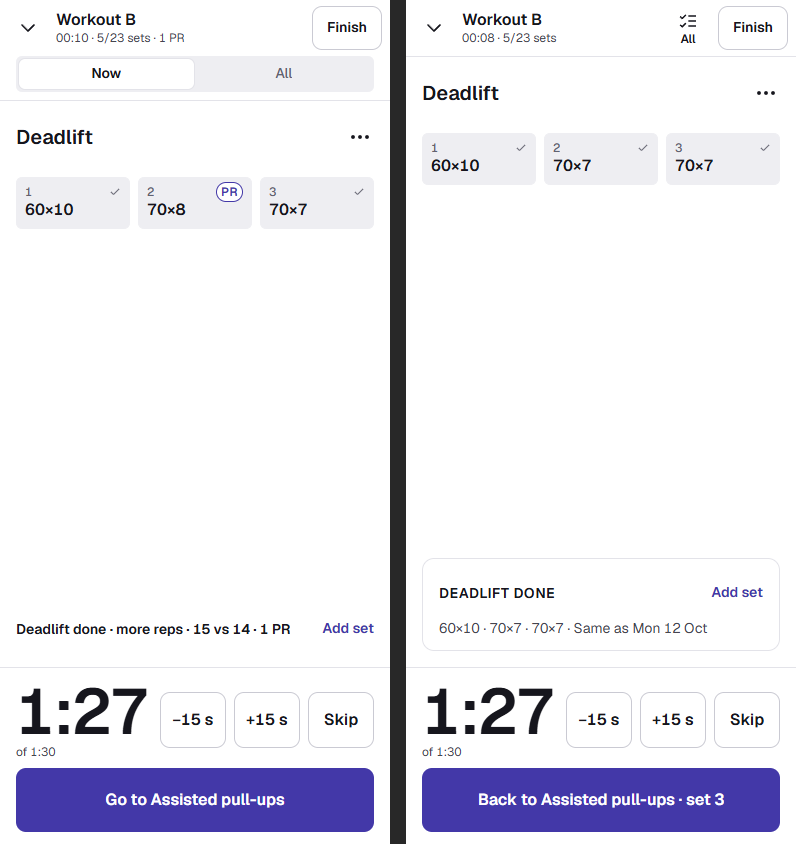 Workout B
00:10 · 5/23 sets · 1 PR
Finish
Now
All
Deadlift
1
60×10
2
PR
70×8
3
70×7
Deadlift done · more reps · 15 vs 14 · 1 PR
Add set
1:27
of 1:30
−15 s
+15 s
Skip
Go to Assisted pull-ups
Workout B
00:08 · 5/23 sets
All
Finish
Deadlift
1
60×10
2
70×7
3
70×7
DEADLIFT DONE
Add set
60×10 · 70×7 · 70×7 · Same as Mon 12 Oct
1:27
of 1:30
−15 s
+15 s
Skip
Back to Assisted pull-ups · set 3